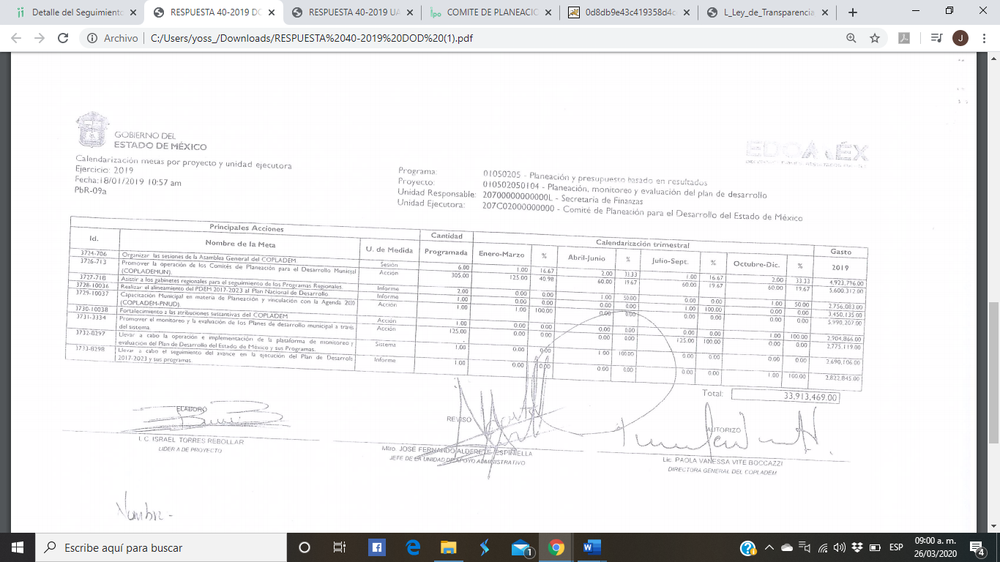 Detalle del Seguimiento
RESPUESTA 40-2019 DO
RESPUESTA 40-2019 UA
COMITE DE PLANEACIO
0d8db9e43c419358d4c
L_Ley_de_Transparencia
Archivo
C:/Users/yoss_/Downloads/RESPUESTA%2040-2019%20DOD%20(1).pdf
J
GOBIERNO DEL
ESTADO DE MÉXICO
Calendarización metas por proyecto y unidad ejecutora
Ejercicio: 2019
Fecha:18/01/2019 10:57 am
PbR-09a
Programa: 01050205 - Planeación y presupuesto basado en resultados
Proyecto: 010502050104 - Planeación, monitoreo y evaluación del plan de desarrollo
Unidad Responsable: 20700000000000L - Secretaría de Finanzas
Unidad Ejecutora: 207C02000000000 - Comité de Planeación para el Desarrollo del Estado de México
Principales Acciones Cantidad Calendarización trimestral Gasto
Id. Nombre de la Meta U. de Medida Programada Enero-Marzo % Abril-Junio % Julio-Sept. % Octubre-Dic. % 2019
3724-706 Organizar las sesiones de la Asamblea General del COPLADEM Sesión 6.00 1.00 16.67 2.00 33.33 1.00 16.67 2.00 33.33 4,923,796.00
3726-713 Promover la operación de los Comités de Planeación para el Desarrollo Municipal Acción 305.00 125.00 40.98 60.00 19.67 60.00 19.67 60.00 19.67 5,600,312.00
(COPLADEMUN).
3727-718 Asistir a los gabinetes regionales para el seguimiento de los Programas Regionales. Informe 2.00 0.00 0.00 1.00 50.00 0.00 0.00 1.00 50.00 2,756,083.00
3728-10036 Realizar el alineamiento del PDEM 2017-2023 al Plan Nacional de Desarrollo. Informe 1.00 0.00 0.00 0.00 0.00 1.00 100.00 0.00 0.00 3,450,135.00
3729-10037 Capacitación Municipal en materia de Planeación y vinculación con la Agenda 2030 Acción 1.00 1.00 100.00 0.00 0.00 0.00 0.00 0.00 0.00 5,990,207.00
(COPLADEM-PNUD).
3730-10038 Fortalecimiento a las atribuciones sustantivas del COPLADEM Acción 1.00 0.00 0.00 0.00 0.00 0.00 0.00 1.00 100.00 2,904,866.00
3731-3334 Promover el monitoreo y la evaluación de los Planes de desarrollo municipal a través Acción 125.00 0.00 0.00 0.00 0.00 125.00 100.00 0.00 0.00 2,775,119.00
del sistema.
3732-8297 Llevar a cabo la operación e implementación de la plataforma de monitoreo y Sistema 1.00 0.00 0.00 1.00 100.00 0.00 0.00 0.00 0.00 2,690,106.00
evaluación del Plan de Desarrollo del Estado de México y sus Programas.
3733-8298 Llevar a cabo el seguimiento del avance en la ejecución del Plan de Desarrollo Informe 1.00 0.00 0.00 0.00 0.00 0.00 0.00 1.00 100.00 2,822,845.00
2017-2023 y sus programas.
Total: 33,913,469.00
ELABORÓ
I. C. ISRAEL TORRES REBOLLAR
LÍDER A DE PROYECTO
REVISÓ
Mtro. JOSÉ FERNANDO ALDERETE ESPINIELLA
JEFE DE LA UNIDAD DE APOYO ADMINISTRATIVO
AUTORIZÓ
Lic. PAOLA VANESSA VITE BOCCAZZI
DIRECTORA GENERAL DEL COPLADEM
Nombre -
Escribe aquí para buscar
1
ESP
09:00 a. m.
26/03/2020
4